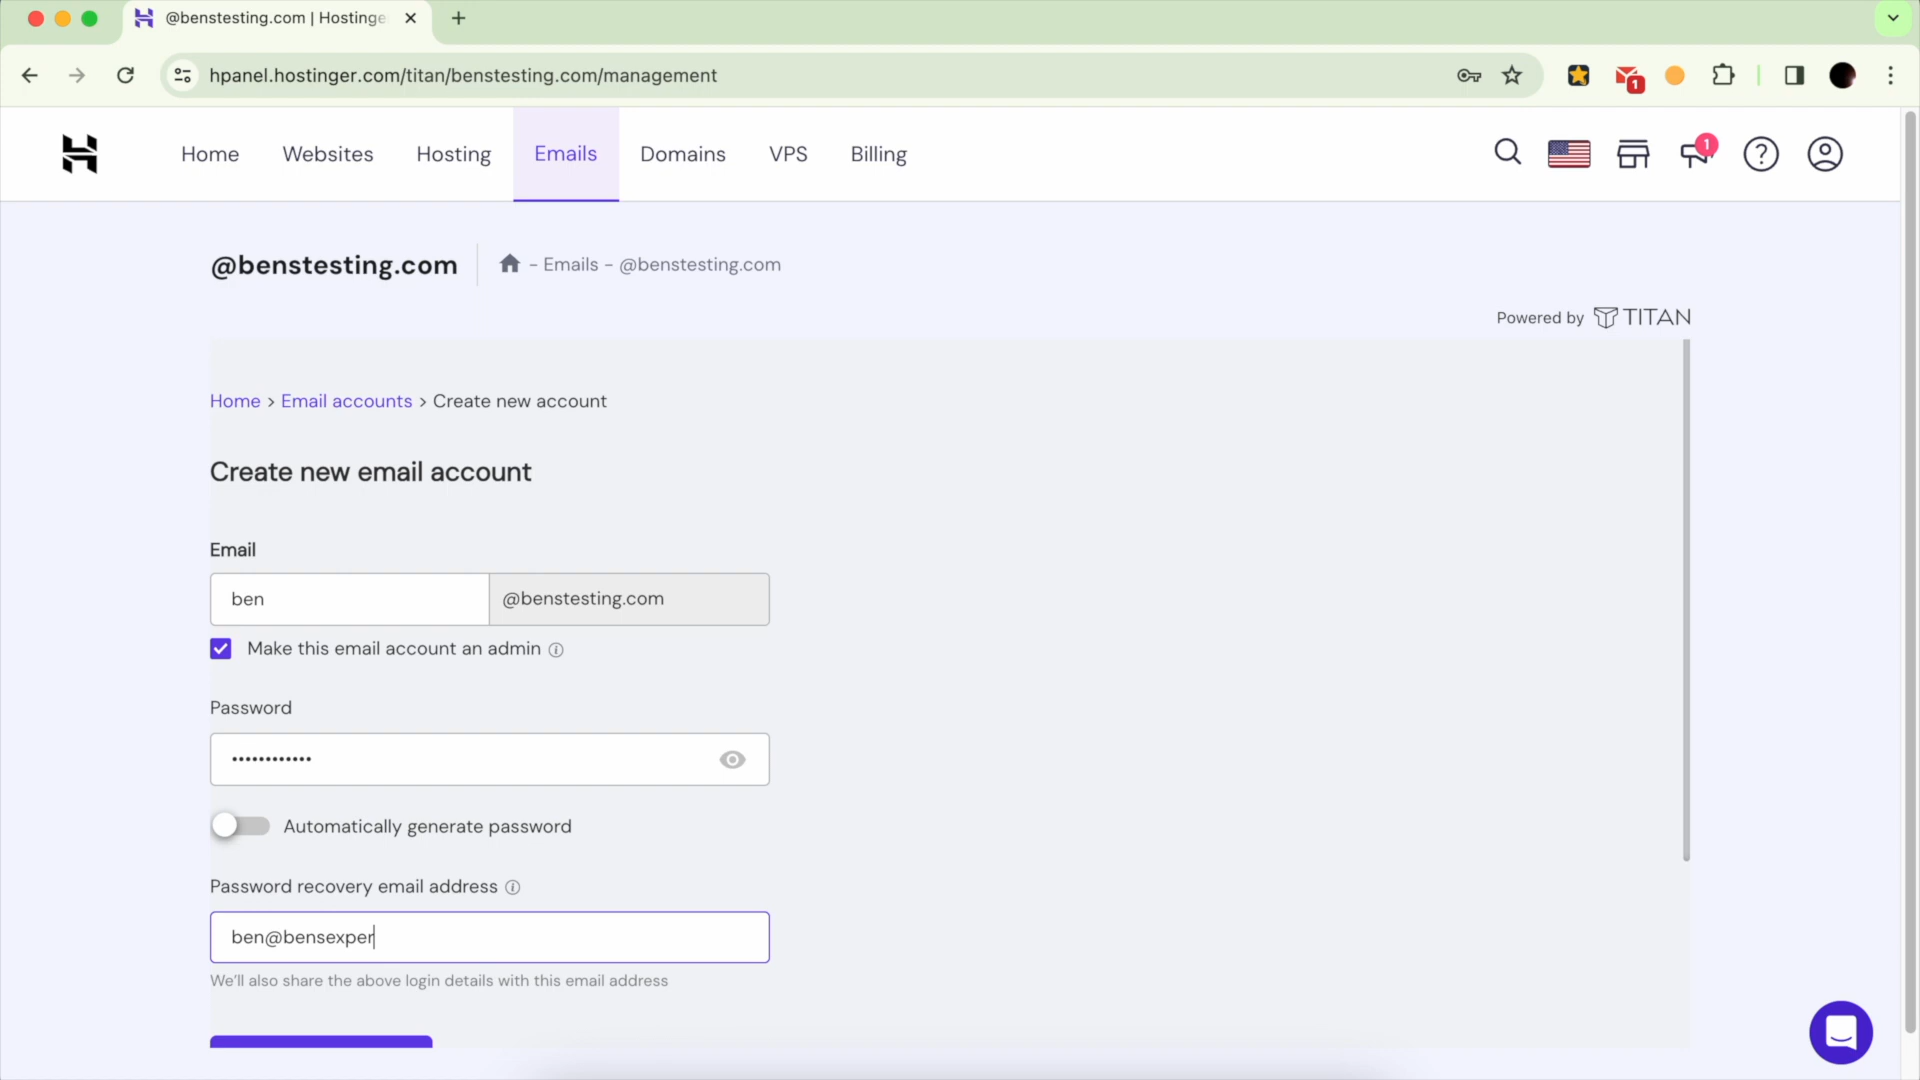 @benstesting.com | Hostinge
hpanel.hostinger.com/titan/benstesting.com/management
1
Home Websites Hosting Emails Domains VPS Billing
1
@benstesting.com
- Emails - @benstesting.com
Powered by TITAN
Home > Email accounts > Create new account
Create new email account
Email
ben @benstesting.com
Make this email account an admin
Password
••••••••••••
Automatically generate password
Password recovery email address
ben@bensexper
We'll also share the above login details with this email address